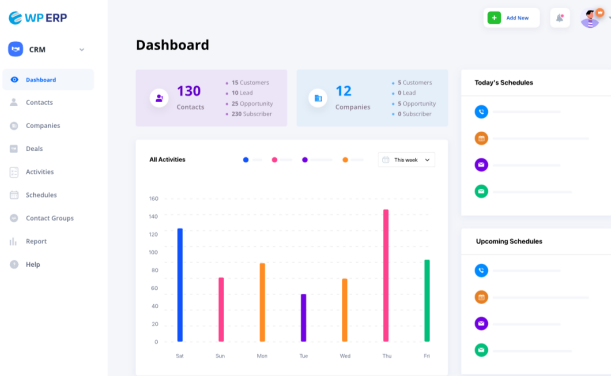 WP ERP
Add New
CRM
Dashboard
Contacts
Companies
Deals
Activities
Schedules
Contact Groups
Report
Help
Dashboard
130
Contacts
15 Customers
10 Lead
25 Opportunity
230 Subscriber
12
Companies
5 Customers
0 Lead
5 Opportunity
0 Subscriber
All Activities
This week
160
140
120
100
80
60
40
20
0
Sat Sun Mon Tue Wed Thu Fri
Today's Schedules
Upcoming Schedules